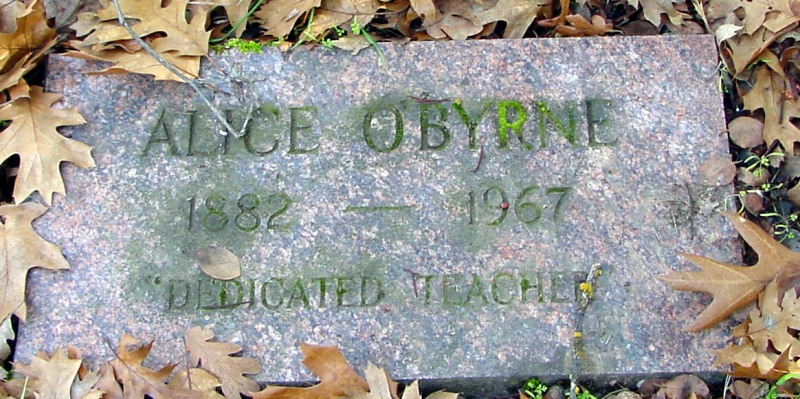 ALICE O'BYRNE
1882 — 1967
"DEDICATED TEACHER"